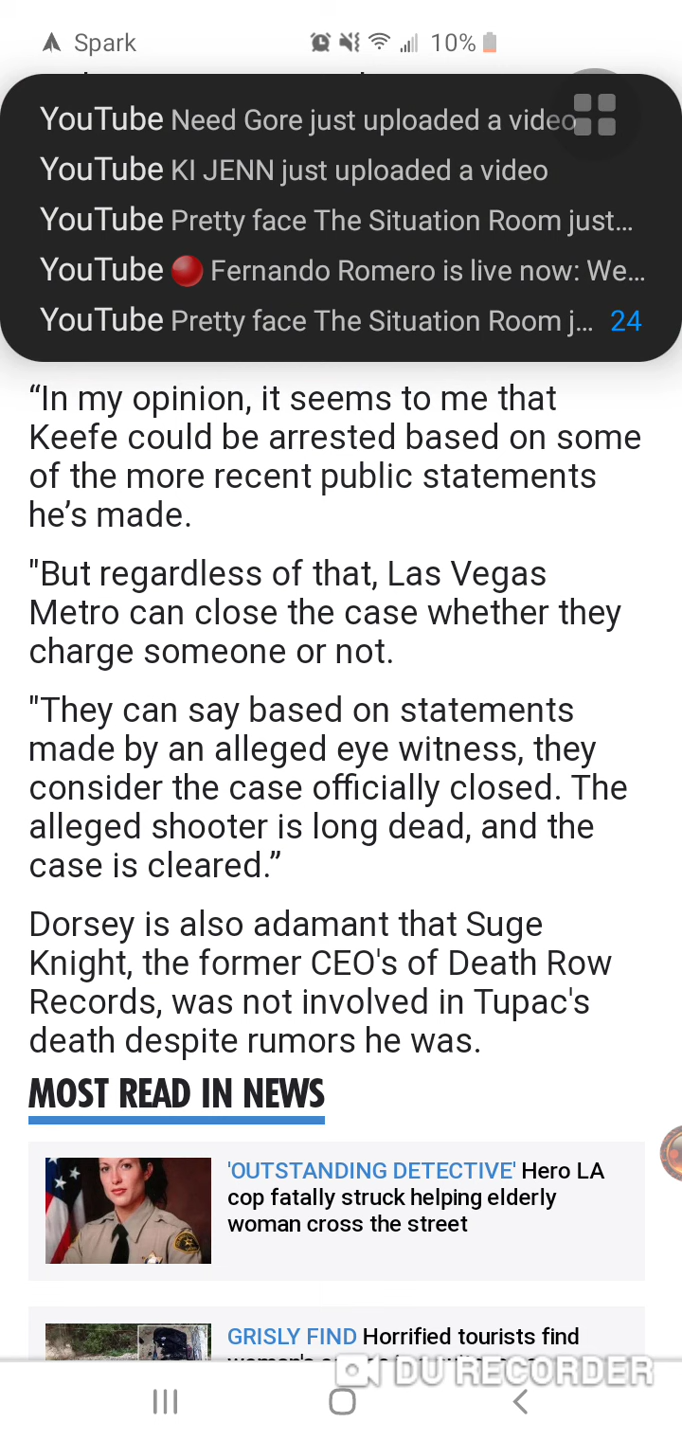 Spark
10%
YouTube Need Gore just uploaded a video
YouTube KI JENN just uploaded a video
YouTube Pretty face The Situation Room just...
YouTube Fernando Romero is live now: We...
YouTube Pretty face The Situation Room j... 24
“In my opinion, it seems to me that
Keefe could be arrested based on some
of the more recent public statements
he’s made.
"But regardless of that, Las Vegas
Metro can close the case whether they
charge someone or not.
"They can say based on statements
made by an alleged eye witness, they
consider the case officially closed. The
alleged shooter is long dead, and the
case is cleared.”
Dorsey is also adamant that Suge
Knight, the former CEO's of Death Row
Records, was not involved in Tupac's
death despite rumors he was.
MOST READ IN NEWS
'OUTSTANDING DETECTIVE' Hero LA
cop fatally struck helping elderly
woman cross the street
GRISLY FIND Horrified tourists find
woman's
DU RECORDER